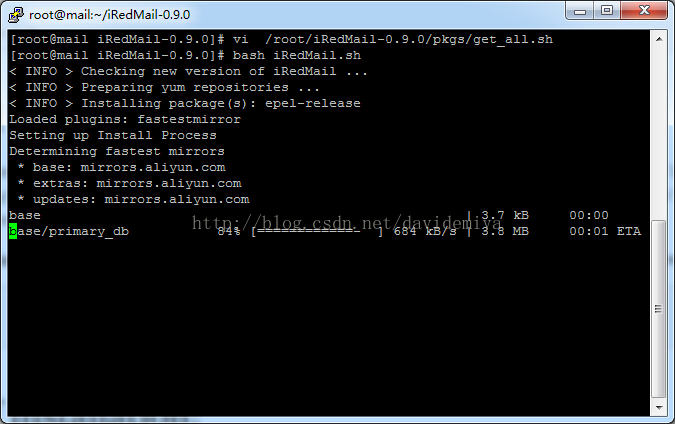 root@mail:~/iRedMail-0.9.0
[root@mail iRedMail-0.9.0]# vi  /root/iRedMail-0.9.0/pkgs/get_all.sh
[root@mail iRedMail-0.9.0]# bash iRedMail.sh
< INFO > Checking new version of iRedMail ...
< INFO > Preparing yum repositories ...
< INFO > Installing package(s): epel-release
Loaded plugins: fastestmirror
Setting up Install Process
Determining fastest mirrors
 * base: mirrors.aliyun.com
 * extras: mirrors.aliyun.com
 * updates: mirrors.aliyun.com
base                                                     | 3.7 kB     00:00
http://blog.csdn.net/davidemiya
base/primary_db           84% [============-  ] 684 kB/s | 3.8 MB     00:01 ETA